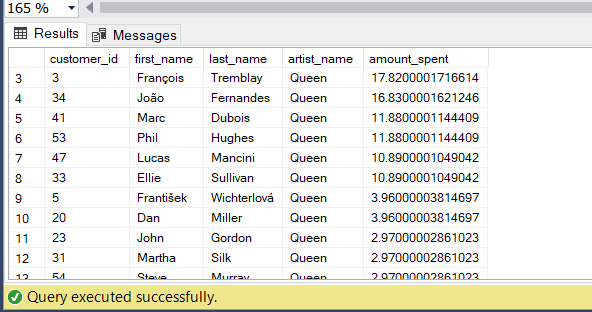 165 %
Results Messages
customer_id first_name last_name artist_name amount_spent
3 3 François Tremblay Queen 17.8200001716614
4 34 João Fernandes Queen 16.8300001621246
5 41 Marc Dubois Queen 11.8800001144409
6 53 Phil Hughes Queen 11.8800001144409
7 47 Lucas Mancini Queen 10.8900001049042
8 33 Ellie Sullivan Queen 10.8900001049042
9 5 František Wichterlová Queen 3.96000003814697
10 20 Dan Miller Queen 3.96000003814697
11 23 John Gordon Queen 2.97000002861023
12 31 Martha Silk Queen 2.97000002861023
13 54 Steve Murray Queen 2.97000002861023
Query executed successfully.